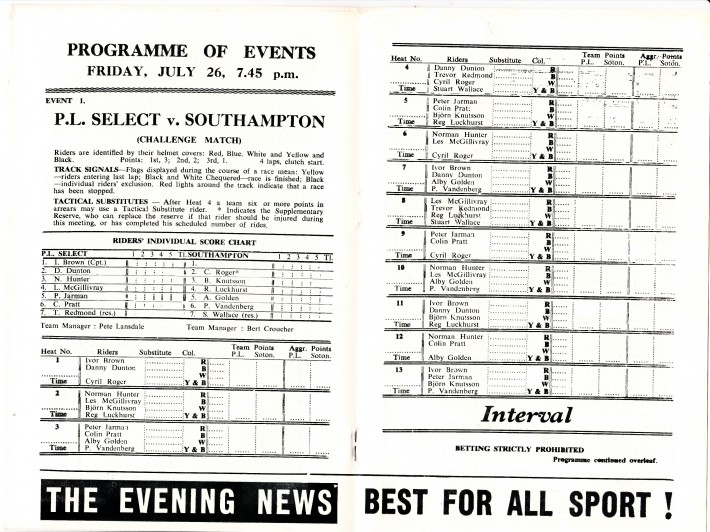 PROGRAMME OF EVENTS
FRIDAY, JULY 26, 7.45 p.m.
EVENT 1.
P.L. SELECT v. SOUTHAMPTON
(CHALLENGE MATCH)
Riders are identified by their helmet covers: Red, Blue, White and Yellow and
Black. Points: 1st, 3; 2nd, 2; 3rd, 1. 4 laps, clutch start.
TRACK SIGNALS—Flags displayed during the course of a race mean: Yellow
—riders entering last lap; Black and White Chequered—race is finished; Black
—individual riders' exclusion. Red lights around the track indicate that a race
has been stopped.
TACTICAL SUBSTITUTES — After Heat 4 a team six or more points in
arrears may use a Tactical Substitute rider. * Indicates the Supplementary
Reserve, who can replace the reserve if that rider should be injured during
this meeting, or has completed his scheduled number of rides.
RIDERS' INDIVIDUAL SCORE CHART
P.L. SELECT 1 2 3 4 5 TL SOUTHAMPTON 1 2 3 4 5 TL
1. I. Brown (Cpt.) 1.
2. D. Dunton 2. C. Roger*
3. N. Hunter 3. B. Knutsson
4. L. McGillivray 4. R. Luckhurst
5. P. Jarman 5. A. Golden
6. C. Pratt 6. P. Vandenberg
7. T. Redmond (res.) 7. S. Wallace (res.)
Team Manager : Pete Lansdale Team Manager : Bert Croucher
Heat No. Riders Substitute Col. Team Points P.L. Soton. Aggr. Points P.L. Soton.
1 Ivor Brown R
Danny Dunton B
W
Time Cyril Roger Y & B
2 Norman Hunter R
Les McGillivray B
Björn Knutsson W
Time Reg Luckhurst Y & B
3 Peter Jarman R
Colin Pratt B
Alby Golden W
Time P. Vandenberg Y & B
Heat No. Riders Substitute Col. Team Points P.L. Soton. Aggr. Points P.L. Soton.
4 Danny Dunton R
Trevor Redmond B
Cyril Roger W
Time Stuart Wallace Y & B
5 Peter Jarman R
Colin Pratt B
Björn Knutsson W
Time Reg Luckhurst Y & B
6 Norman Hunter R
Les McGillivray B
W
Time Cyril Roger Y & B
7 Ivor Brown R
Danny Dunton B
Alby Golden W
Time P. Vandenberg Y & B
8 Les McGillivray R
Trevor Redmond B
Reg Luckhurst W
Time Stuart Wallace Y & B
9 Peter Jarman R
Colin Pratt B
W
Time Cyril Roger Y & B
10 Norman Hunter R
Les McGillivray B
Alby Golden W
Time P. Vandenberg Y & B
11 Ivor Brown R
Danny Dunton B
Björn Knutsson W
Time Reg Luckhurst Y & B
12 Norman Hunter R
Colin Pratt B
W
Time Alby Golden Y & B
13 Ivor Brown R
Peter Jarman B
Björn Knutsson W
Time P. Vandenberg Y & B
Interval
BETTING STRICTLY PROHIBITED
Programme continued overleaf.
THE EVENING NEWS BEST FOR ALL SPORT !